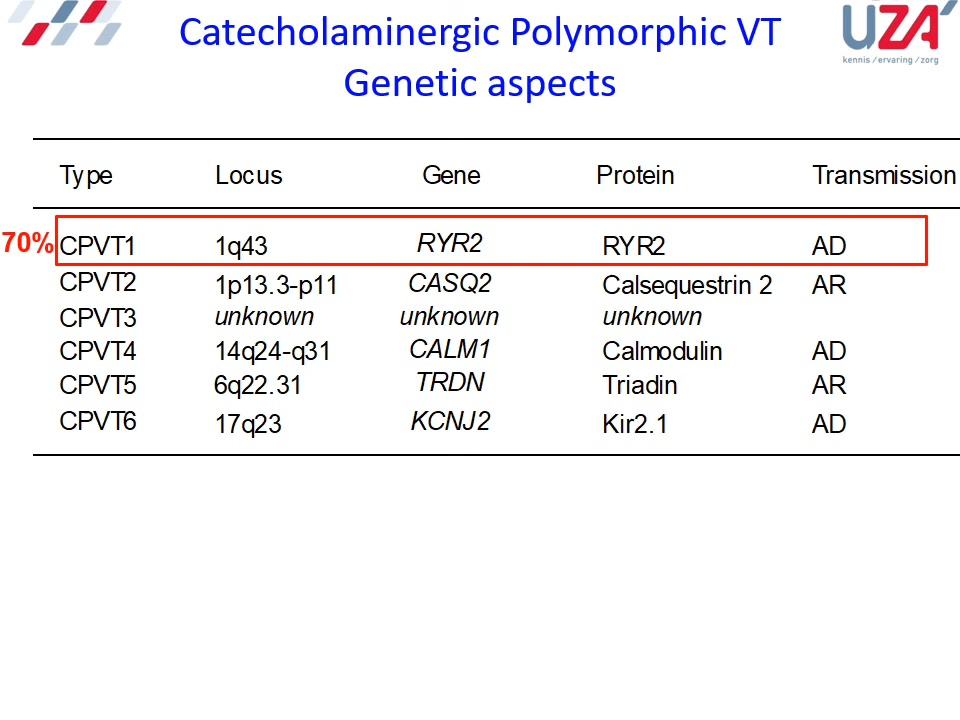 Catecholaminergic Polymorphic VT
Genetic aspects
UZA'
kennis / ervaring / zorg
Type Locus Gene Protein Transmission
70% CPVT1 1q43 RYR2 RYR2 AD
CPVT2 1p13.3-p11 CASQ2 Calsequestrin 2 AR
CPVT3 unknown unknown unknown
CPVT4 14q24-q31 CALM1 Calmodulin AD
CPVT5 6q22.31 TRDN Triadin AR
CPVT6 17q23 KCNJ2 Kir2.1 AD